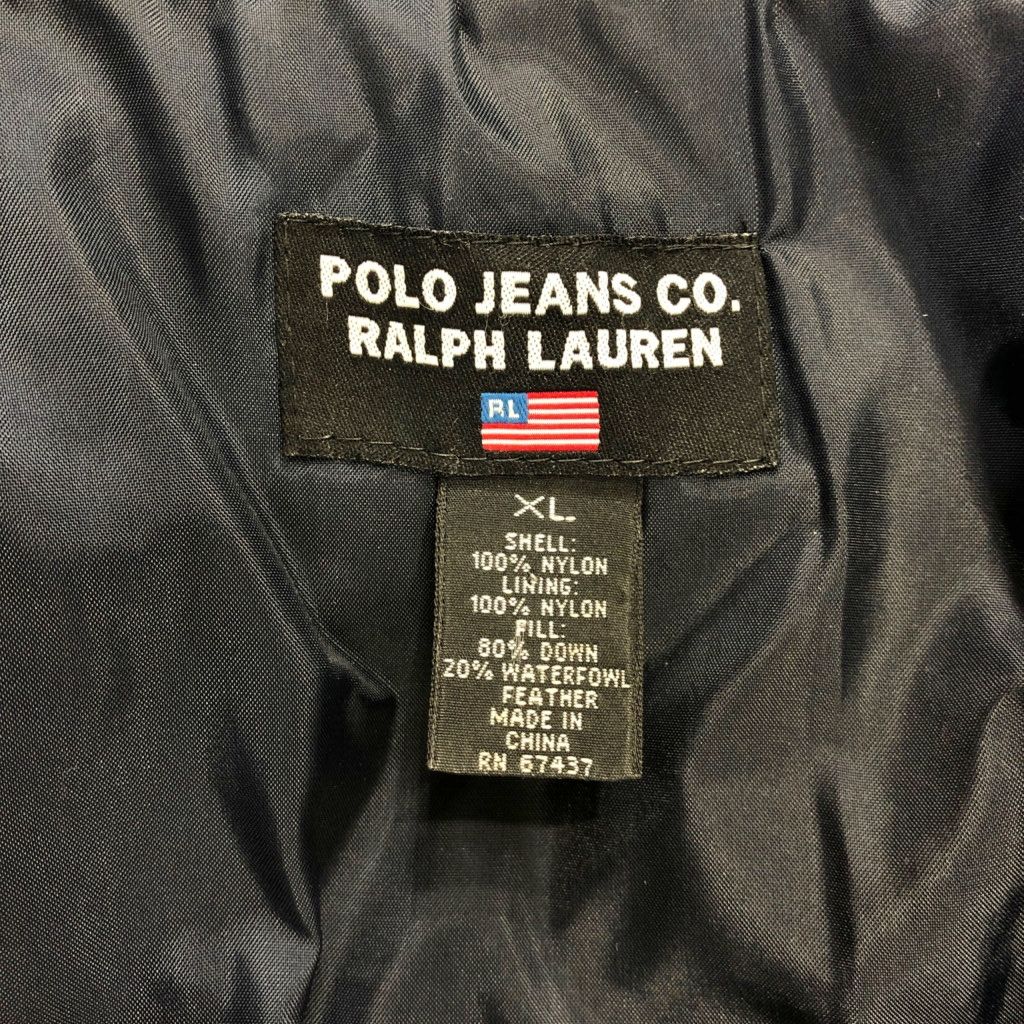 POLO JEANS CO.
RALPH LAUREN
RL
XL
SHELL:
100% NYLON
LINING:
100% NYLON
FILL:
80% DOWN
20% WATERFOWL
FEATHER
MADE IN
CHINA
RN 67437